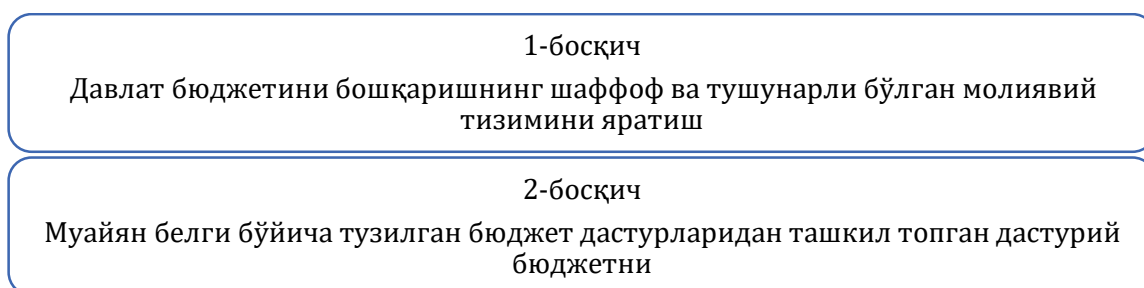 1-босқич
Давлат бюджетини бошқаришнинг шаффоф ва тушунарли бўлган молиявий
тизимини яратиш
2-босқич
Муайян белги бўйича тузилган бюджет дастурларидан ташкил топган дастурий
бюджетни